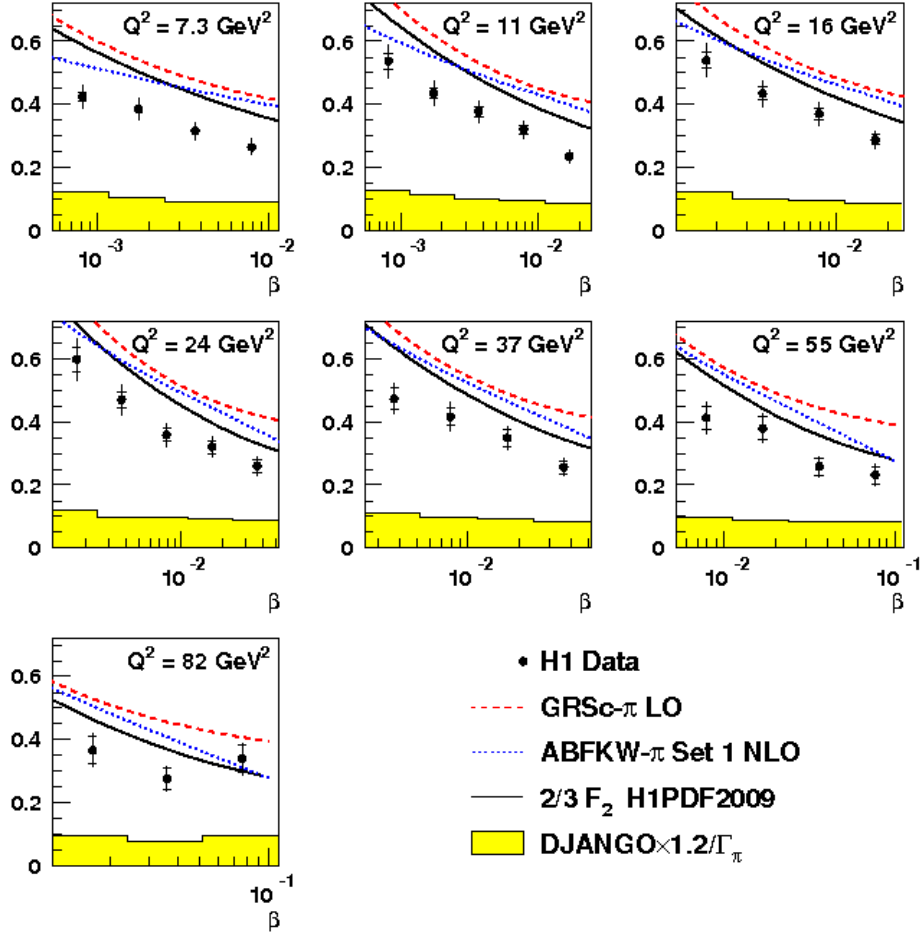 Q² = 7.3 GeV²
Q² = 11 GeV²
Q² = 16 GeV²
0.6
0.4
0.2
0
10⁻³
10⁻²
10⁻³
10⁻²
10⁻²
β
β
β
Q² = 24 GeV²
Q² = 37 GeV²
Q² = 55 GeV²
0.6
0.4
0.2
0
10⁻²
10⁻²
10⁻²
10⁻¹
β
β
β
Q² = 82 GeV²
0.6
0.4
0.2
0
10⁻¹
β
H1 Data
GRSc-π LO
ABFKW-π Set 1 NLO
2/3 F₂ H1PDF2009
DJANGO×1.2/Γ_π